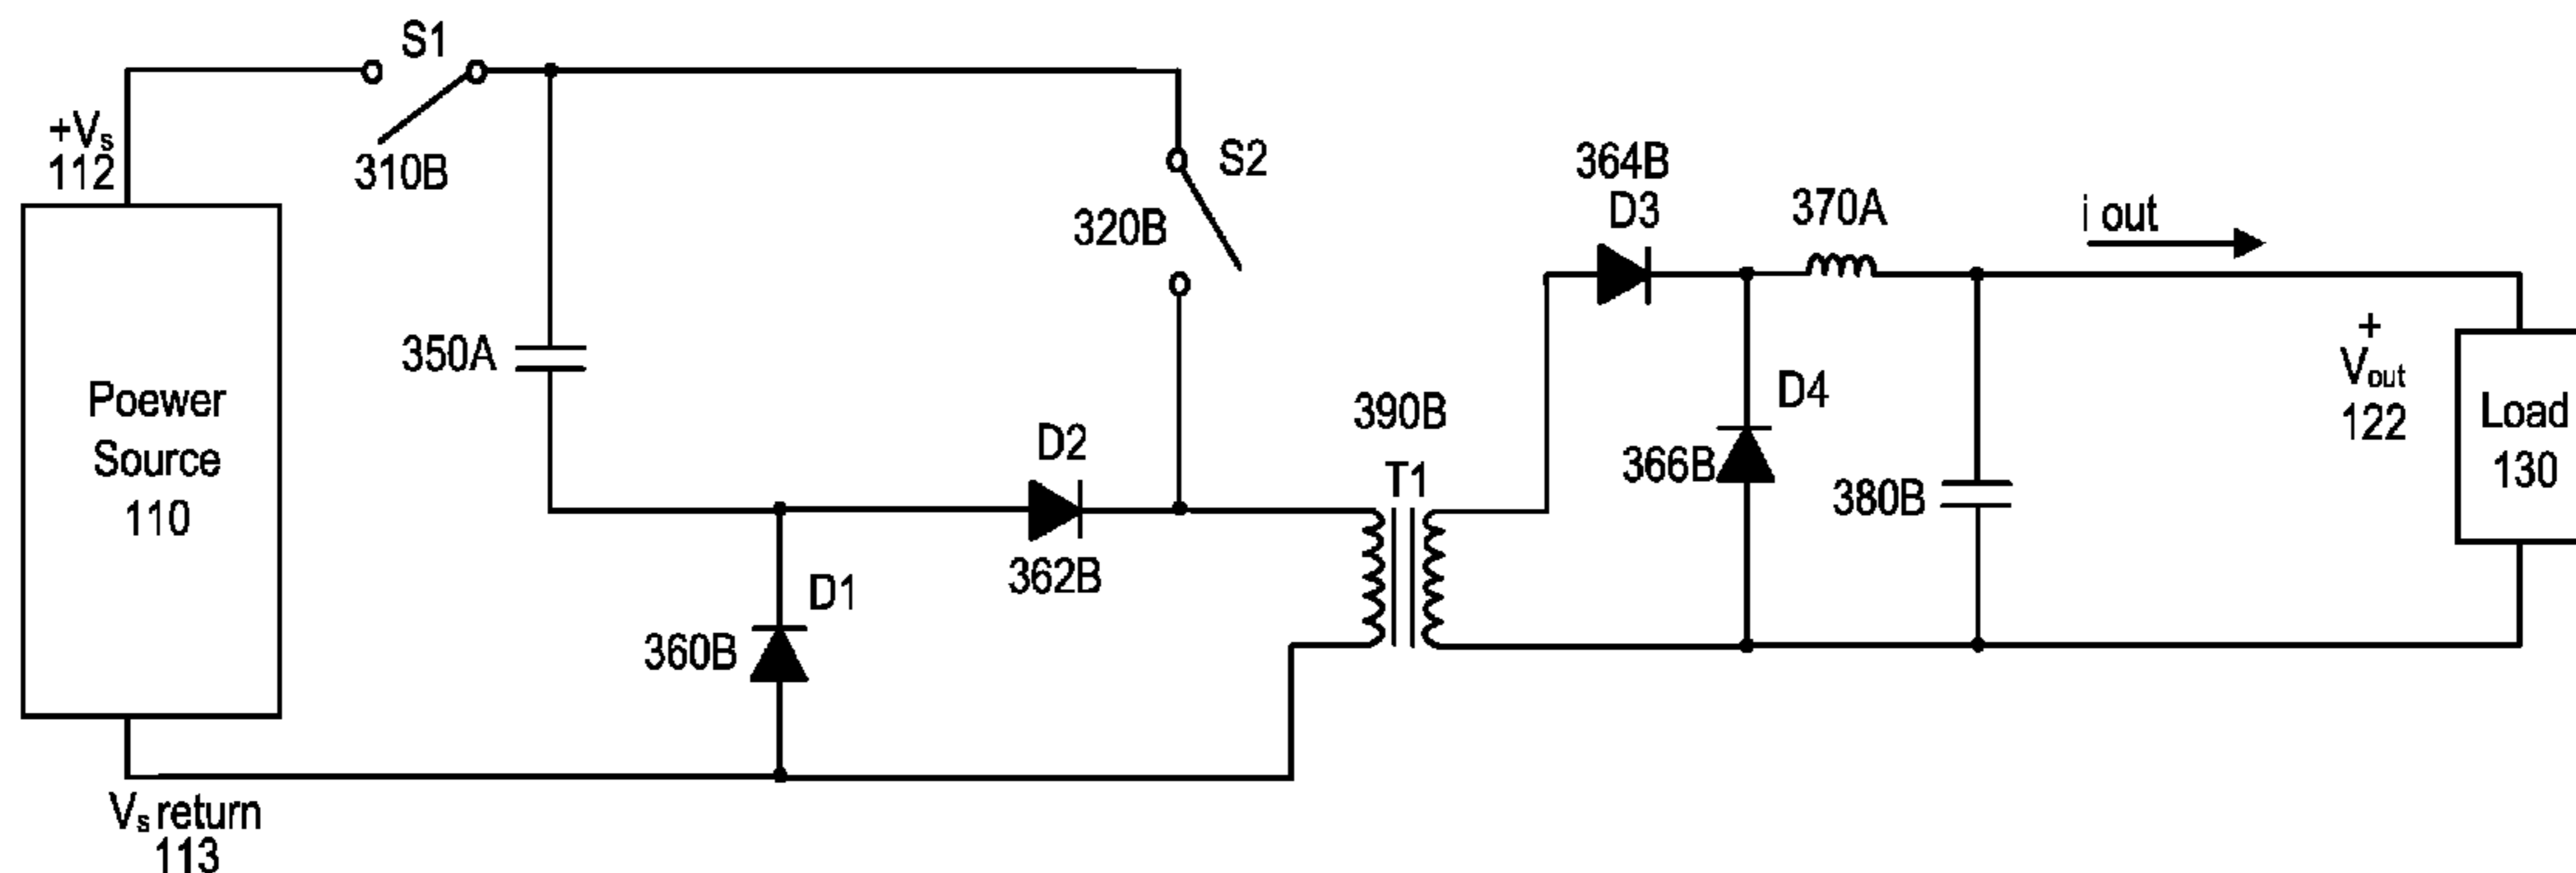 S1
+Vs
112
310B
S2
320B
364B
D3
370A
i out
350A
Poewer
Source
110
D2
362B
390B
T1
D4
366B
380B
+
Vout
122
Load
130
D1
360B
Vs return
113